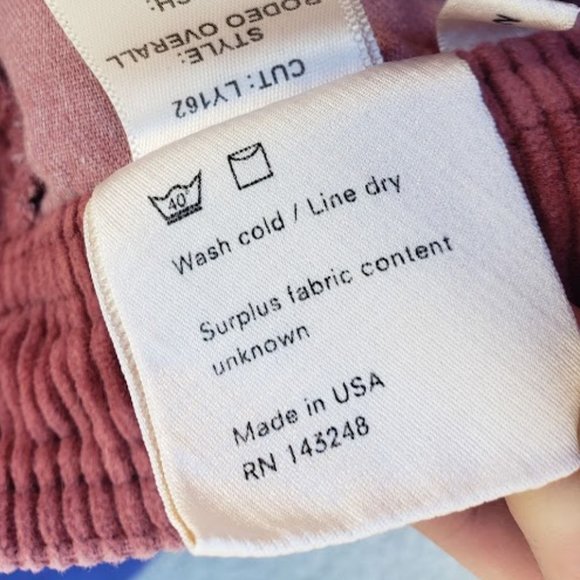 CH:
STYLE:
RODEO OVERALL
CUT: LY162
40°
Wash cold / Line dry
Surplus fabric content
unknown
Made in USA
RN 143248